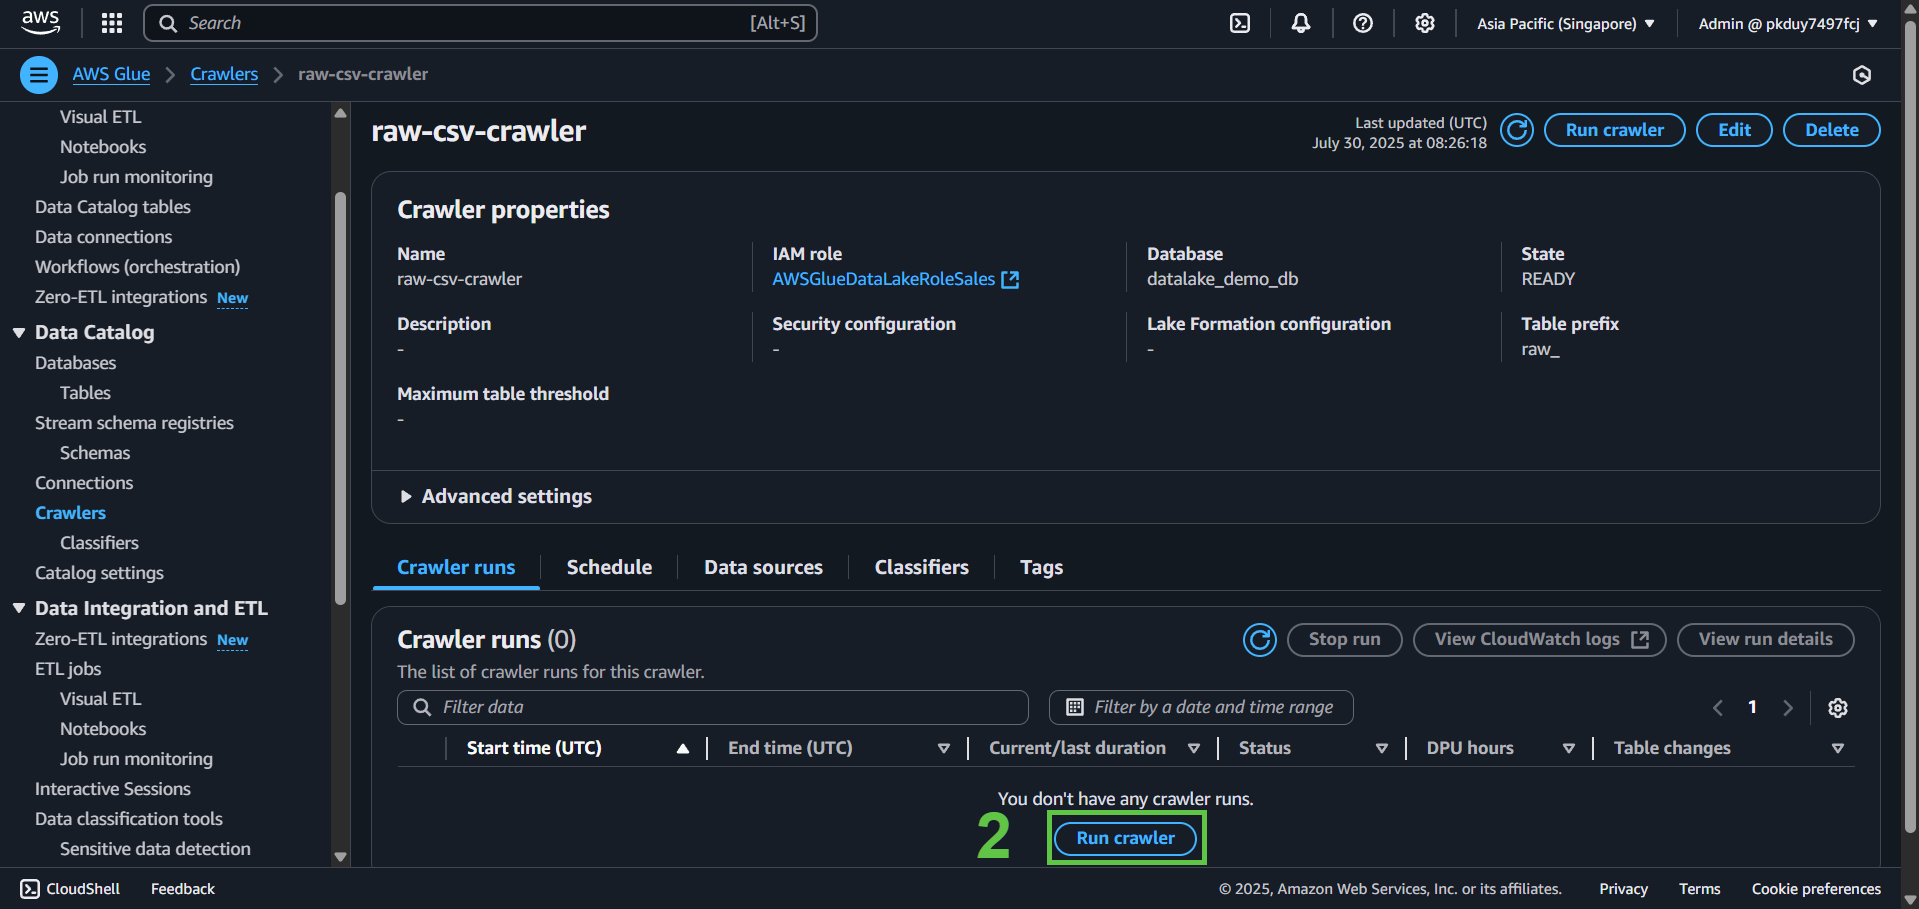 aws
Search [Alt+S]
Asia Pacific (Singapore)
Admin @ pkduy7497fcj
AWS Glue
Crawlers
raw-csv-crawler
Visual ETL
Notebooks
Job run monitoring
Data Catalog tables
Data connections
Workflows (orchestration)
Zero-ETL integrations New
Data Catalog
Databases
Tables
Stream schema registries
Schemas
Connections
Crawlers
Classifiers
Catalog settings
Data Integration and ETL
Zero-ETL integrations New
ETL jobs
Visual ETL
Notebooks
Job run monitoring
Interactive Sessions
Data classification tools
Sensitive data detection
raw-csv-crawler
Last updated (UTC)
July 30, 2025 at 08:26:18
Run crawler
Edit
Delete
Crawler properties
Name
raw-csv-crawler
IAM role
AWSGlueDataLakeRoleSales
Database
datalake_demo_db
State
READY
Description
-
Security configuration
-
Lake Formation configuration
-
Table prefix
raw_
Maximum table threshold
-
Advanced settings
Crawler runs
Schedule
Data sources
Classifiers
Tags
Crawler runs (0)
The list of crawler runs for this crawler.
Stop run
View CloudWatch logs
View run details
Filter data
Filter by a date and time range
1
Start time (UTC)
End time (UTC)
Current/last duration
Status
DPU hours
Table changes
You don't have any crawler runs.
2
Run crawler
CloudShell
Feedback
© 2025, Amazon Web Services, Inc. or its affiliates.
Privacy
Terms
Cookie preferences